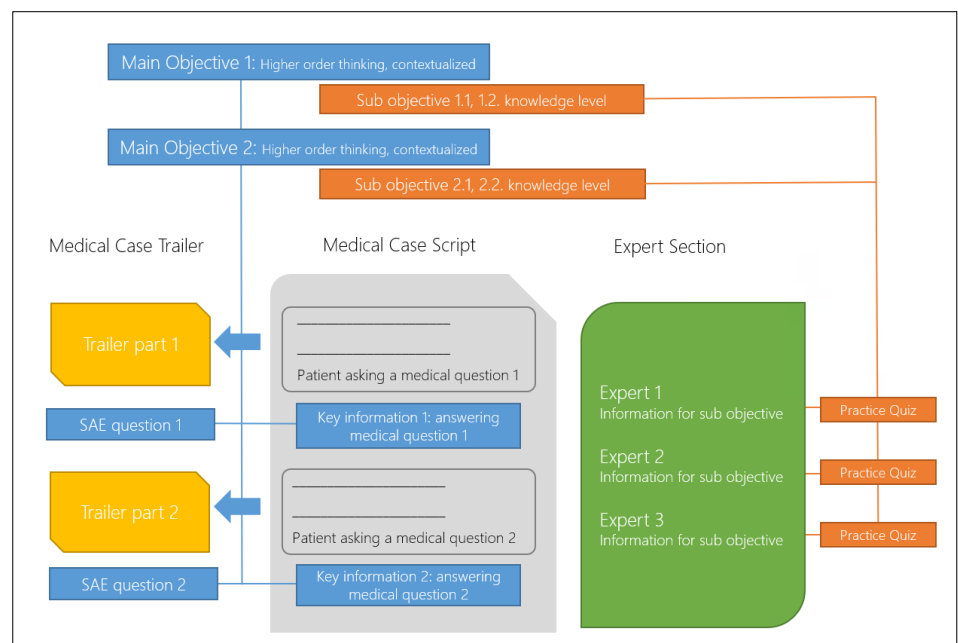 Main Objective 1: Higher order thinking, contextualized
Sub objective 1.1, 1.2. knowledge level
Main Objective 2: Higher order thinking, contextualized
Sub objective 2.1, 2.2. knowledge level
Medical Case Trailer
Medical Case Script
Expert Section
Trailer part 1
Patient asking a medical question 1
SAE question 1
Key information 1: answering
medical question 1
Trailer part 2
Patient asking a medical question 2
SAE question 2
Key information 2: answering
medical question 2
Expert 1
Information for sub objective
Practice Quiz
Expert 2
Information for sub objective
Practice Quiz
Expert 3
Information for sub objective
Practice Quiz